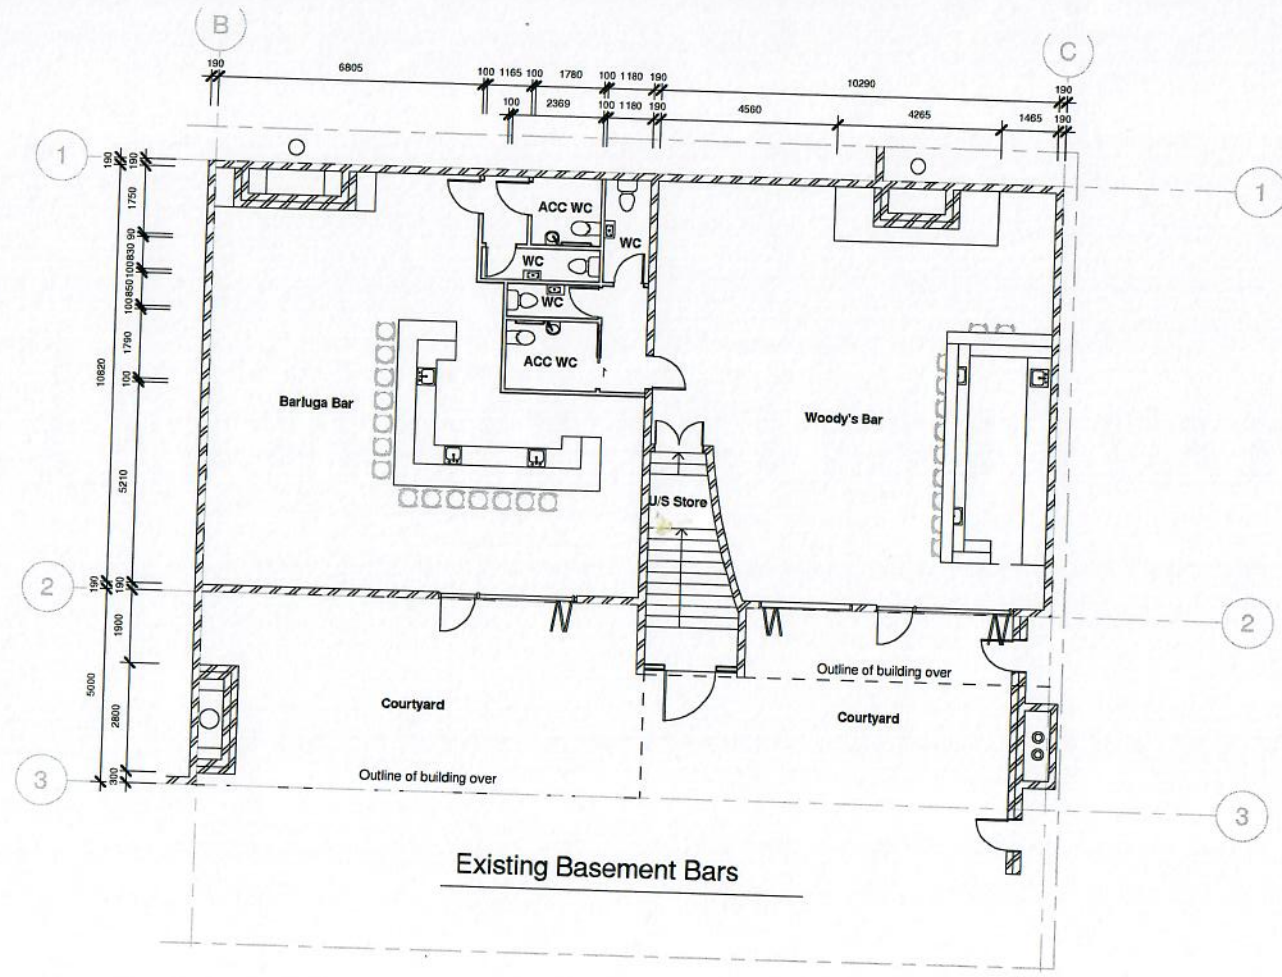 B
C
190 6805 100 1165 100 1780 100 1180 190 10290 190
100 2369 100 1180 190 4560 4265 1465 190
1
1
190 10820 190 5000
190 1750 90 830 100 850 100 1790 100 5210 190 1900 2800 300
ACC WC
WC
WC
WC
ACC WC
Barluga Bar
Woody's Bar
U/S Store
2
2
Outline of building over
Courtyard
Courtyard
Outline of building over
3
3
Existing Basement Bars